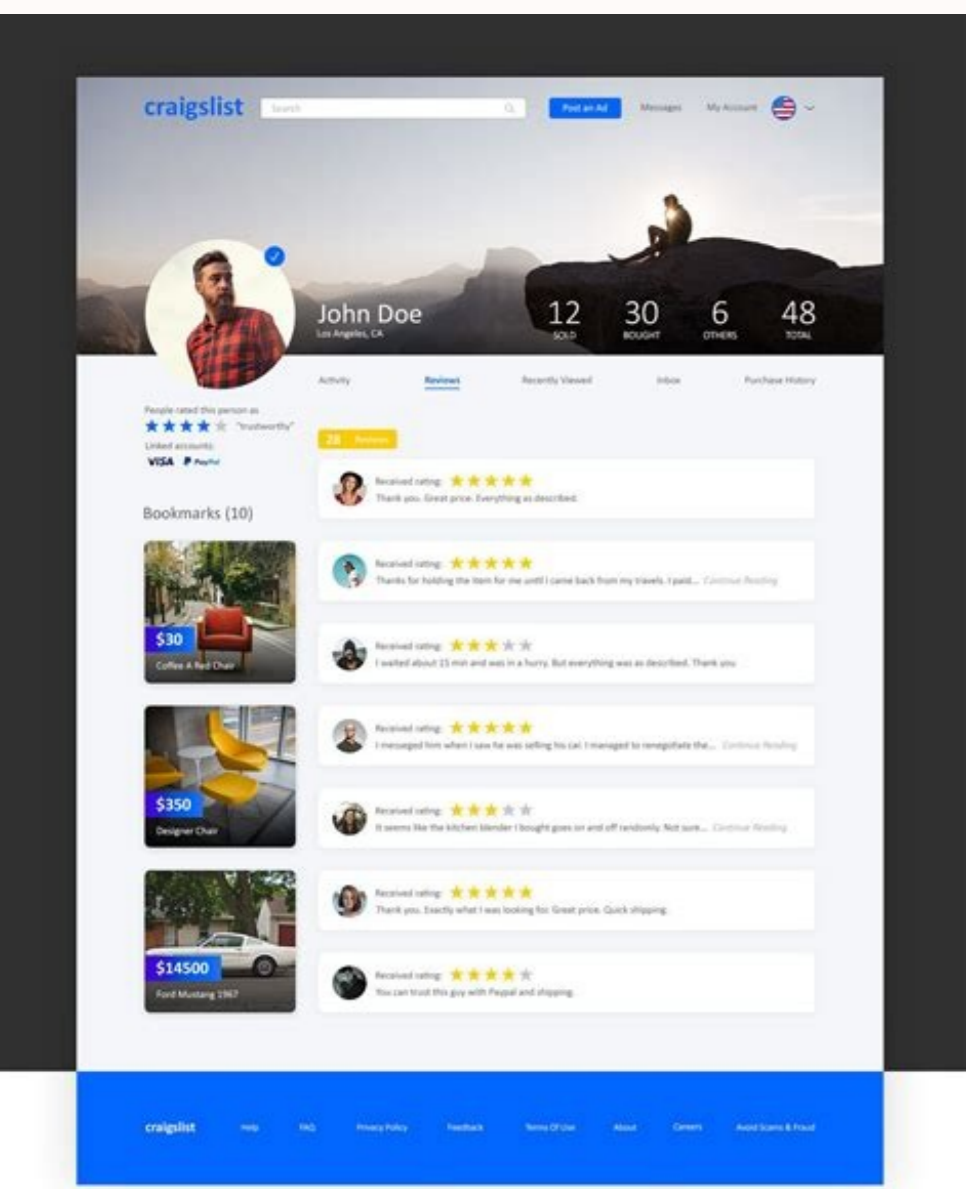 craigslist
Search
Post an Ad
Messages
My Account
John Doe
Los Angeles, CA
12
SOLD
30
BOUGHT
6
OTHERS
48
TOTAL
Activity
Reviews
Recently Viewed
Inbox
Purchase History
People rated this person as
"trustworthy"
Linked accounts:
VISA
PayPal
28 Reviews
Bookmarks (10)
$30
Coffee A Red Chair
$350
Designer Chair
$14500
Ford Mustang 1967
Received rating:
Thank you. Great price. Everything as described.
Received rating:
Thanks for holding the item for me until I came back from my travels. I paid... Continue Reading
Received rating:
I waited about 15 min and was in a hurry. But everything was as described. Thank you
Received rating:
I messeged him when I saw he was selling his car. I managed to renegotiate the... Continue Reading
Received rating:
It seems like the kitchen blender I bought goes on and off randomly. Not sure... Continue Reading
Received rating:
Thank you. Exactly what I was looking for. Great price. Quick shipping.
Received rating:
You can trust this guy with Paypal and shipping.
craigslist
Help
FAQ
Privacy Policy
Feedback
Terms Of Use
About
Careers
Avoid Scams & Fraud